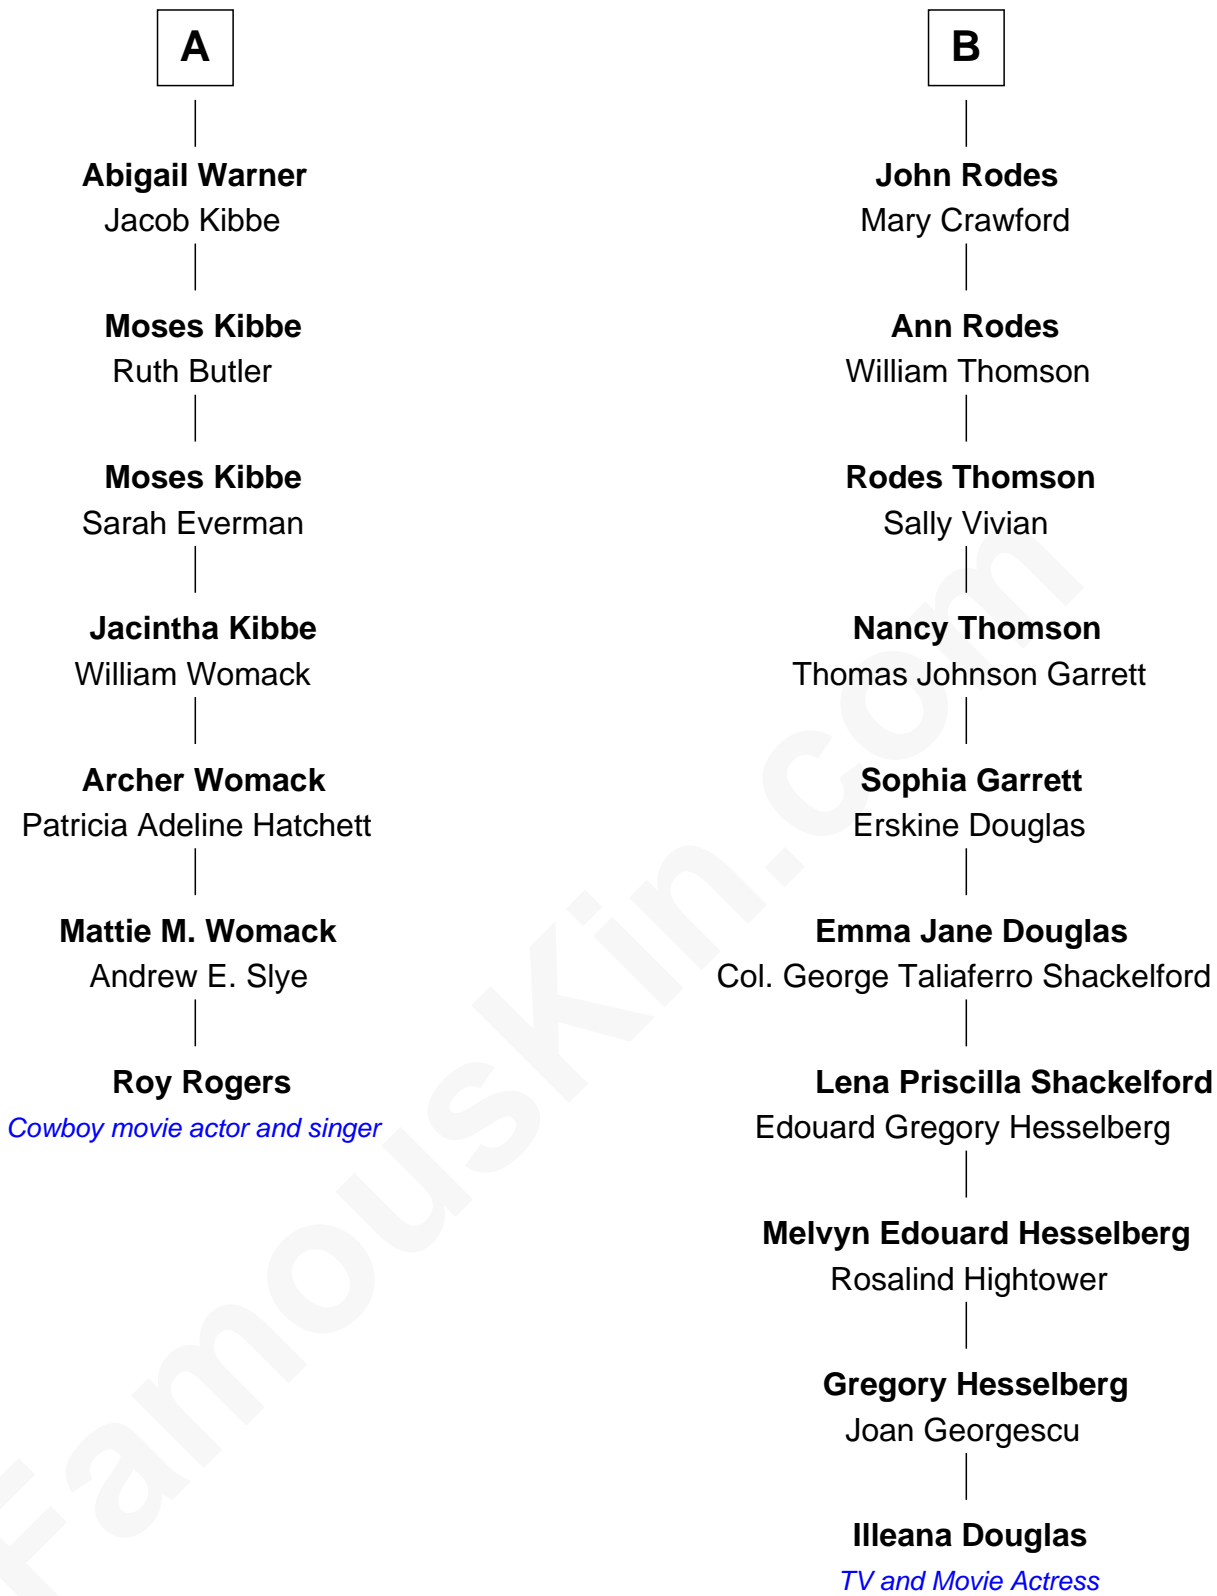 A
Abigail Warner
Jacob Kibbe
Moses Kibbe
Ruth Butler
Moses Kibbe
Sarah Everman
Jacintha Kibbe
William Womack
Archer Womack
Patricia Adeline Hatchett
Mattie M. Womack
Andrew E. Slye
Roy Rogers
Cowboy movie actor and singer
B
John Rodes
Mary Crawford
Ann Rodes
William Thomson
Rodes Thomson
Sally Vivian
Nancy Thomson
Thomas Johnson Garrett
Sophia Garrett
Erskine Douglas
Emma Jane Douglas
Col. George Taliaferro Shackelford
Lena Priscilla Shackelford
Edouard Gregory Hesselberg
Melvyn Edouard Hesselberg
Rosalind Hightower
Gregory Hesselberg
Joan Georgescu
Illeana Douglas
TV and Movie Actress
FamousKin.com